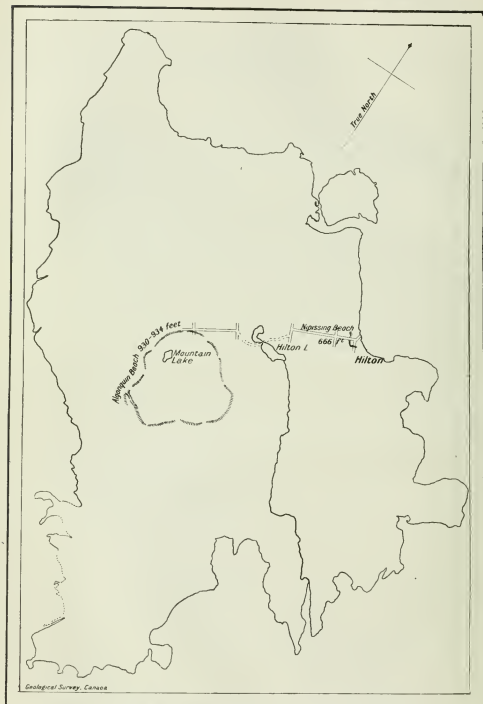 True North
Algonquin Beach 930-934 feet
Mountain
Lake
Nipissing Beach
666 ft
Hilton L
Hilton
Geological Survey, Canada